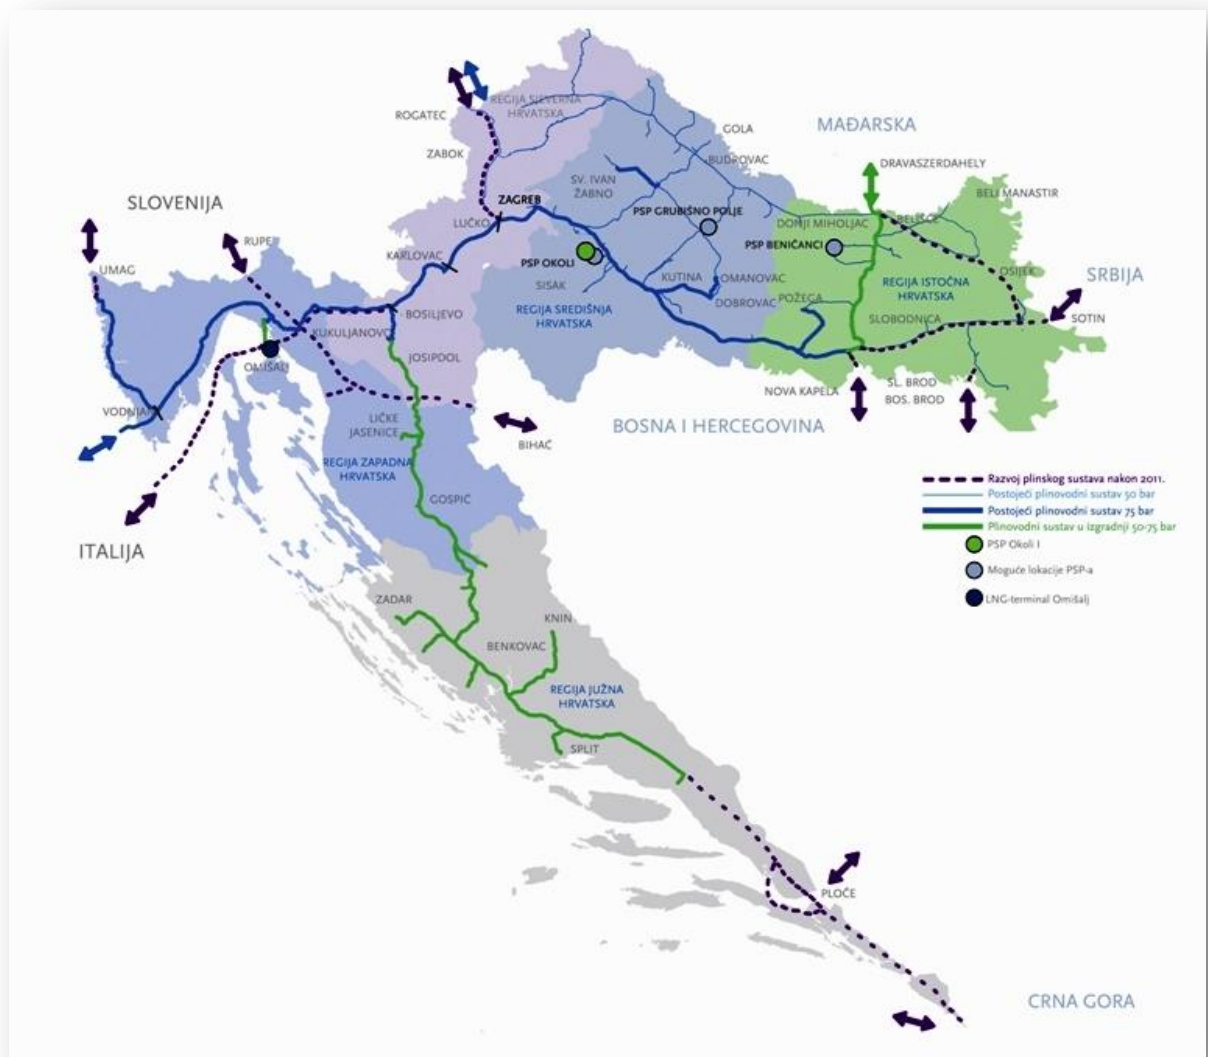 REGIJA SJEVERNA
HRVATSKA
ROGATEC
GOLA
MAĐARSKA
ZABOK
BUDROVAC
DRAVASZERDAHELY
SV. IVAN
ŽABNO
BELI MANASTIR
SLOVENIJA
ZAGREB
PSP GRUBIŠNO POLJE
BELIŠĆE
LUČKO
DONJI MIHOLJAC
RUPE
PSP BENIČANCI
KARLOVAC
PSP OKOLI
UMAG
OSIJEK
SRBIJA
KUTINA
OMANOVAC
SISAK
REGIJA ISTOČNA
HRVATSKA
DOBROVAC
POŽEGA
REGIJA SREDIŠNJA
HRVATSKA
BOSILJEVO
SLOBODNICA
SOTIN
KUKULJANOVO
JOSIPDOL
OMIŠALJ
NOVA KAPELA
SL. BROD
BOS. BROD
VODNJAN
LIČKE
JASENICE
BOSNA I HERCEGOVINA
BIHAĆ
REGIJA ZAPADNA
HRVATSKA
GOSPIĆ
Razvoj plinskog sustava nakon 2011.
Postojeći plinovodni sustav 50 bar
Postojeći plinovodni sustav 75 bar
Plinovodni sustav u izgradnji 50-75 bar
PSP Okoli I
Moguće lokacije PSP-a
LNG-terminal Omišalj
ITALIJA
ZADAR
KNIN
BENKOVAC
REGIJA JUŽNA
HRVATSKA
SPLIT
PLOČE
CRNA GORA